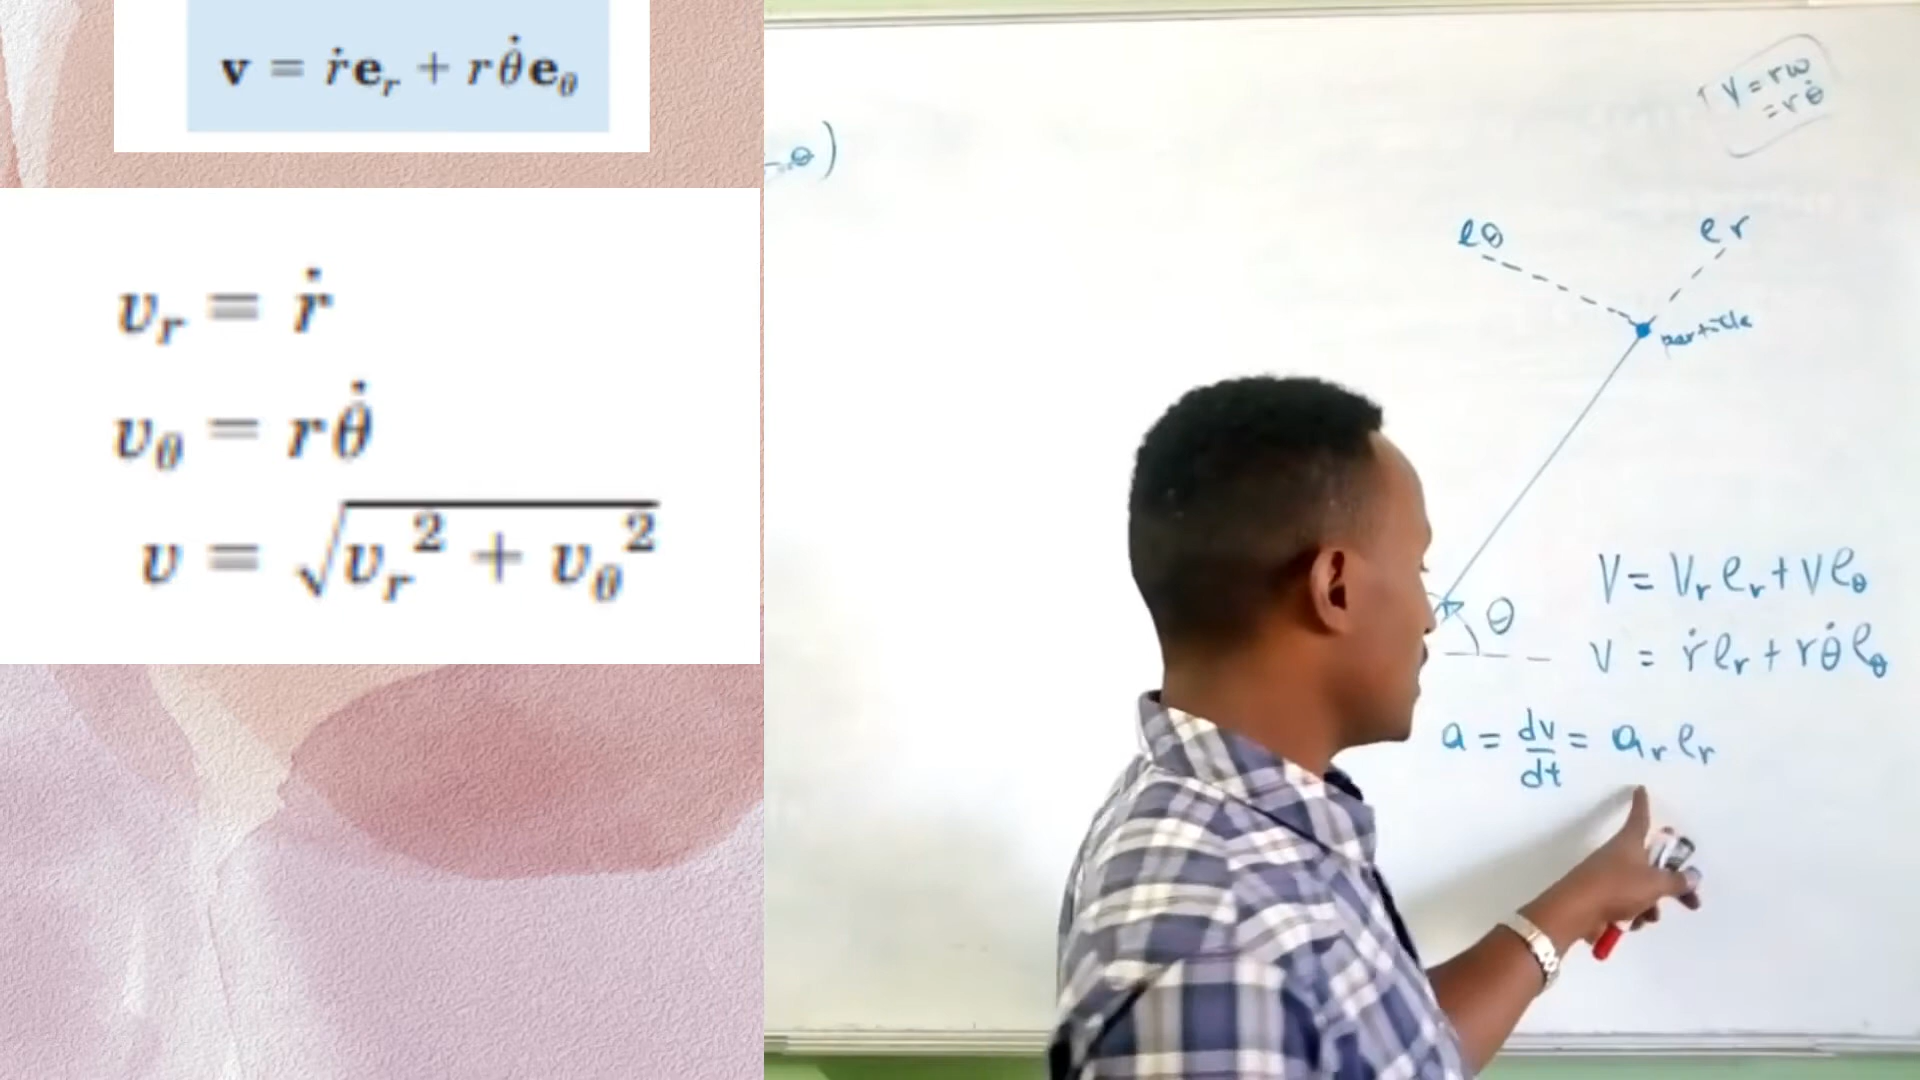 v = ṙe_r + rθ̇e_θ
v_r = ṙ
v_θ = rθ̇
v = √(v_r² + v_θ²)
θ)
V = rω
= rθ̇
eθ
er
particle
θ
V = V_r e_r + V e_θ
V = ṙe_r + rθ̇e_θ
a = dv/dt = a_r e_r